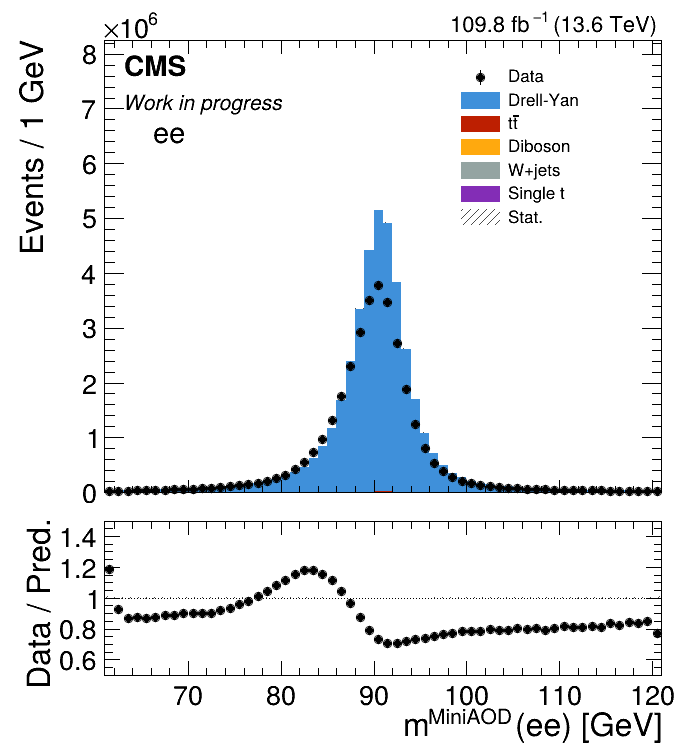 ×10⁶
109.8 fb⁻¹ (13.6 TeV)
CMS
Work in progress
ee
Events / 1 GeV
8
7
6
5
4
3
2
1
0
Data
Drell-Yan
tt̅
Diboson
W+jets
Single t
Stat.
Data / Pred.
1.4
1.2
1
0.8
0.6
70 80 90 100 110 120
m^MiniAOD (ee) [GeV]